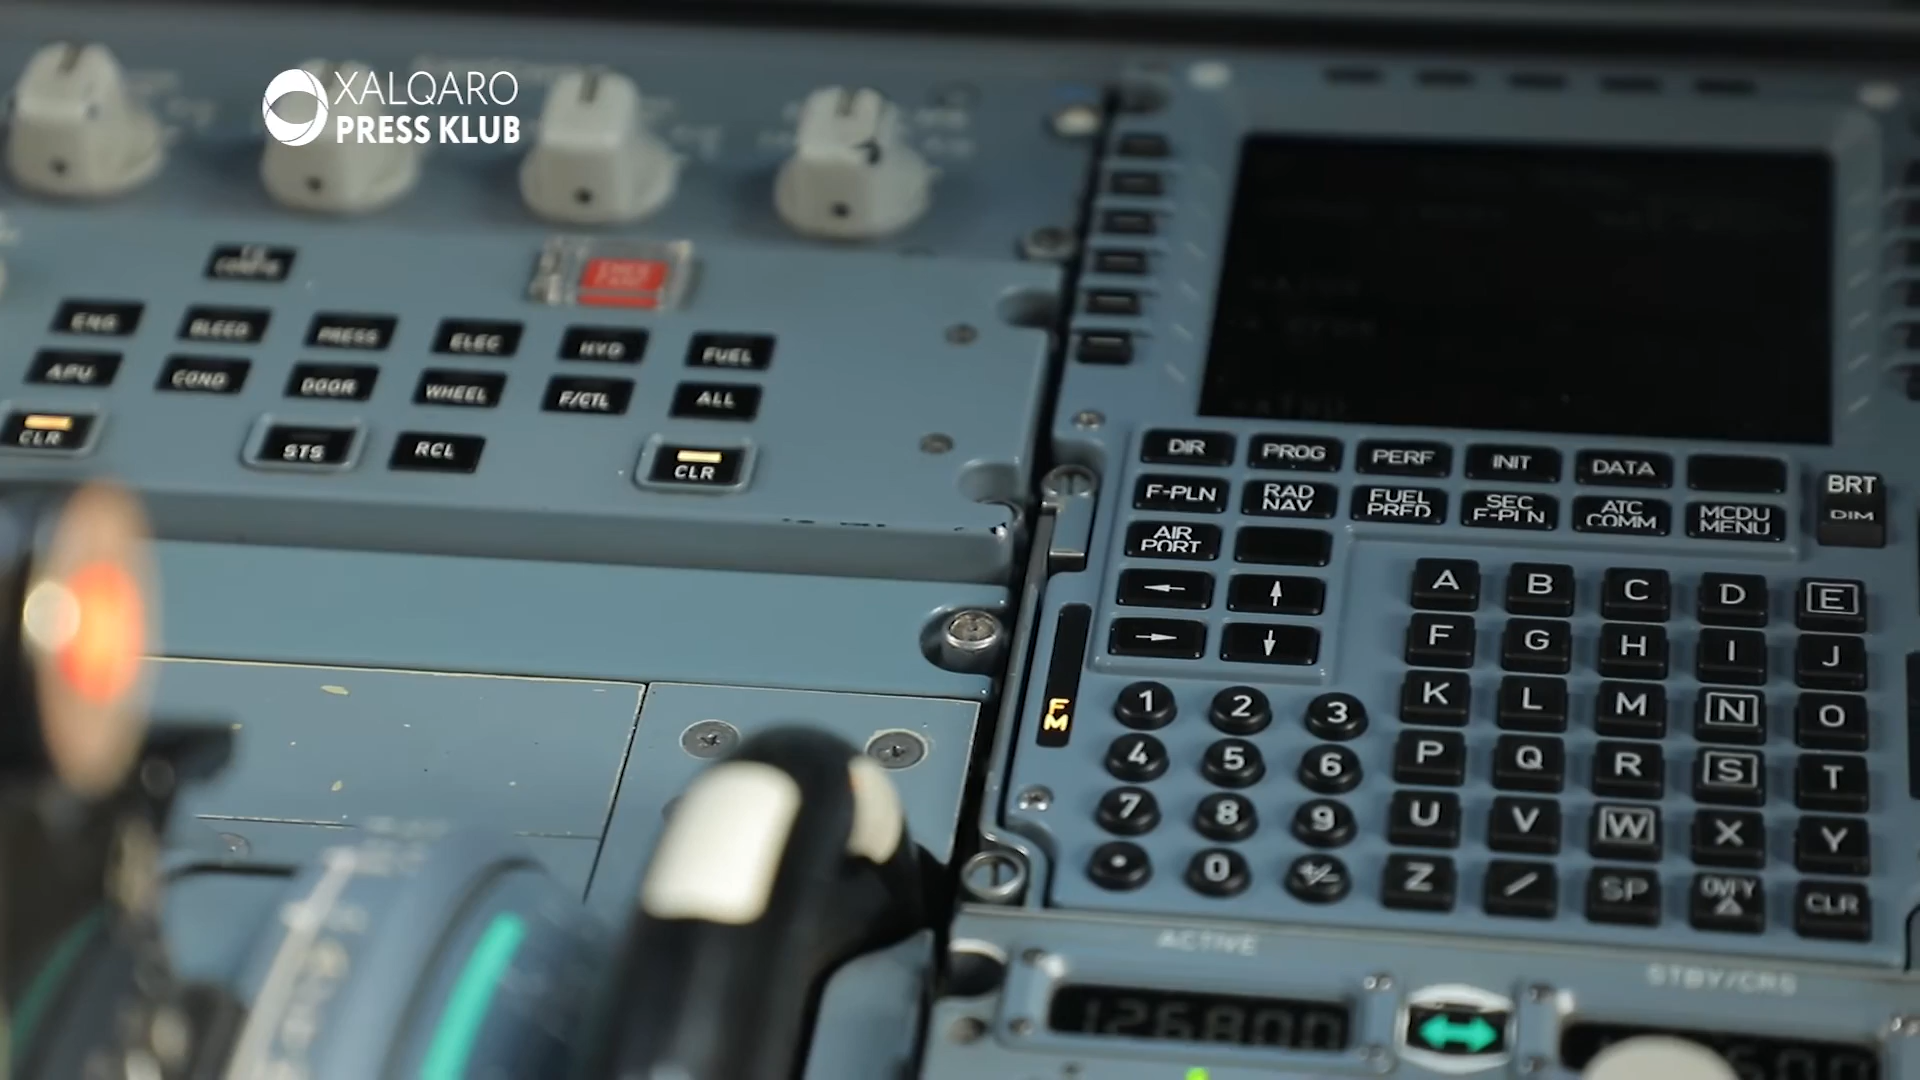 XALQARO
PRESS KLUB
CONFIG
ENG BLEED PRESS ELEC HYD FUEL
APU COND DOOR WHEEL F/CTL ALL
CLR STS RCL CLR
DIR PROG PERF INIT DATA
BRT
DIM
F-PLN RAD NAV FUEL PRED SEC F-PLN ATC COMM MCDU MENU
AIR PORT
← ↑
→ ↓
A B C D E
F G H I J
K L M N O
P Q R S T
U V W X Y
Z / SP OVFY △ CLR
FM
1 2 3
4 5 6
7 8 9
. 0 +/-
ACTIVE
STBY/CRS
126800